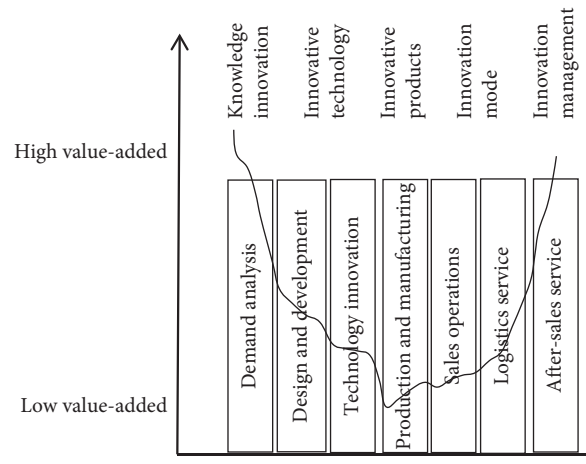 Knowledge
innovation
Innovative
technology
Innovative
products
Innovation
mode
Innovation
management
High value-added
Low value-added
Demand analysis
Design and development
Technology innovation
Production and manufacturing
Sales operations
Logistics service
After-sales service